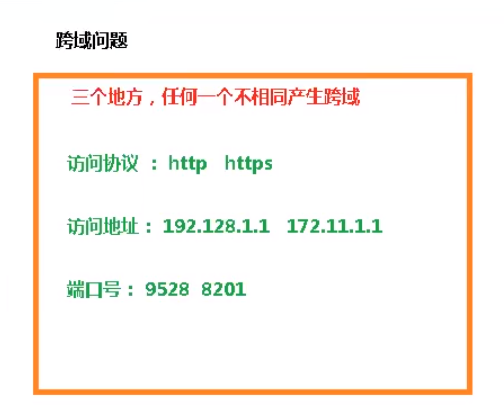 跨域问题
三个地方，任何一个不相同产生跨域
访问协议 ： http https
访问地址： 192.128.1.1 172.11.1.1
端口号： 9528 8201